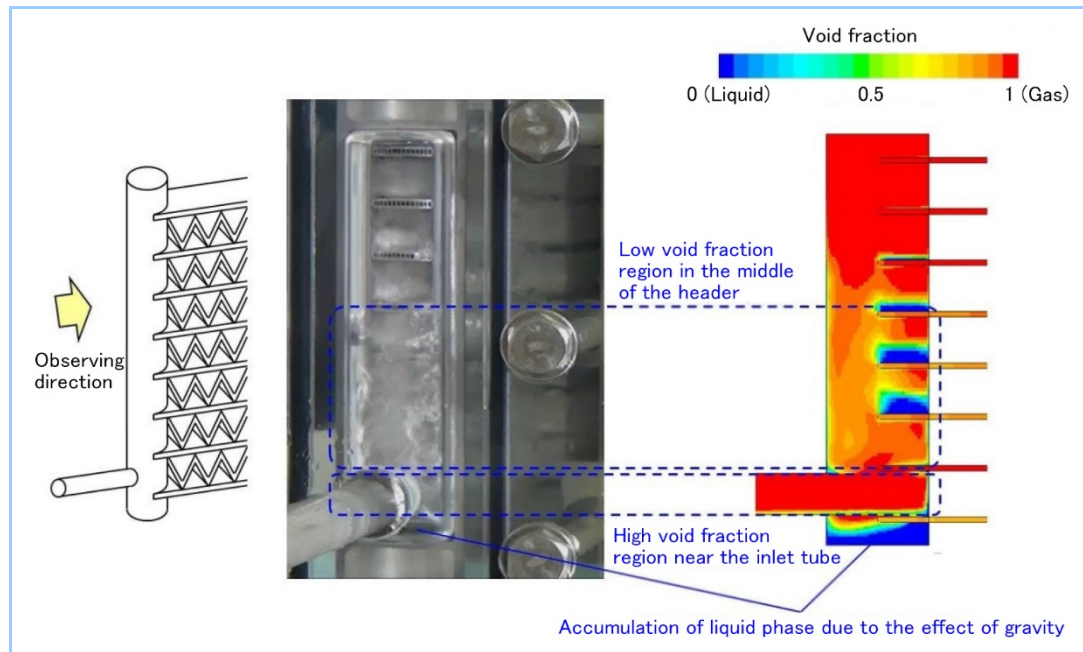 Void fraction
0 (Liquid)
0.5
1 (Gas)
Observing
direction
Low void fraction
region in the middle
of the header
High void fraction
region near the inlet tube
Accumulation of liquid phase due to the effect of gravity